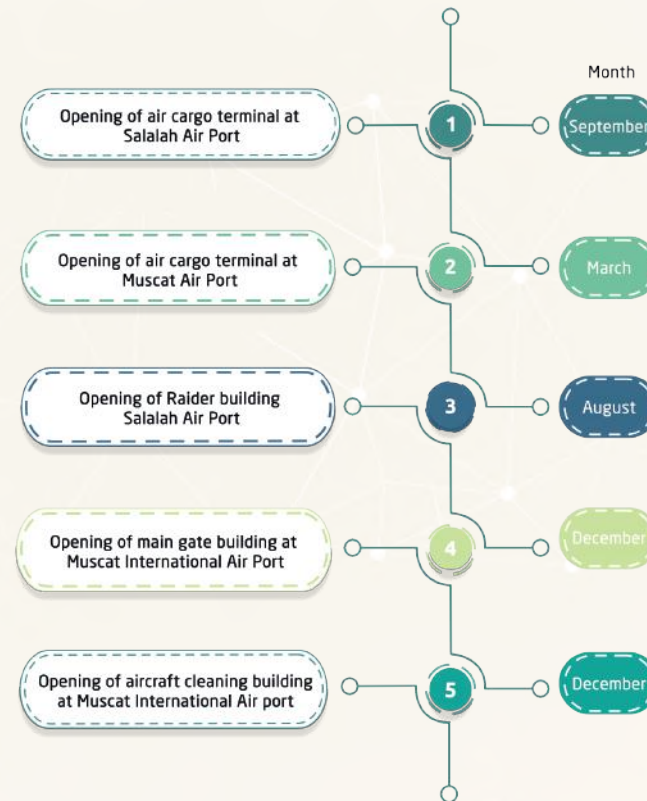 Month
Opening of air cargo terminal at
Salalah Air Port
1
September
Opening of air cargo terminal at
Muscat Air Port
2
March
Opening of Raider building
Salalah Air Port
3
August
Opening of main gate building at
Muscat International Air Port
4
December
Opening of aircraft cleaning building
at Muscat International Air port
5
December